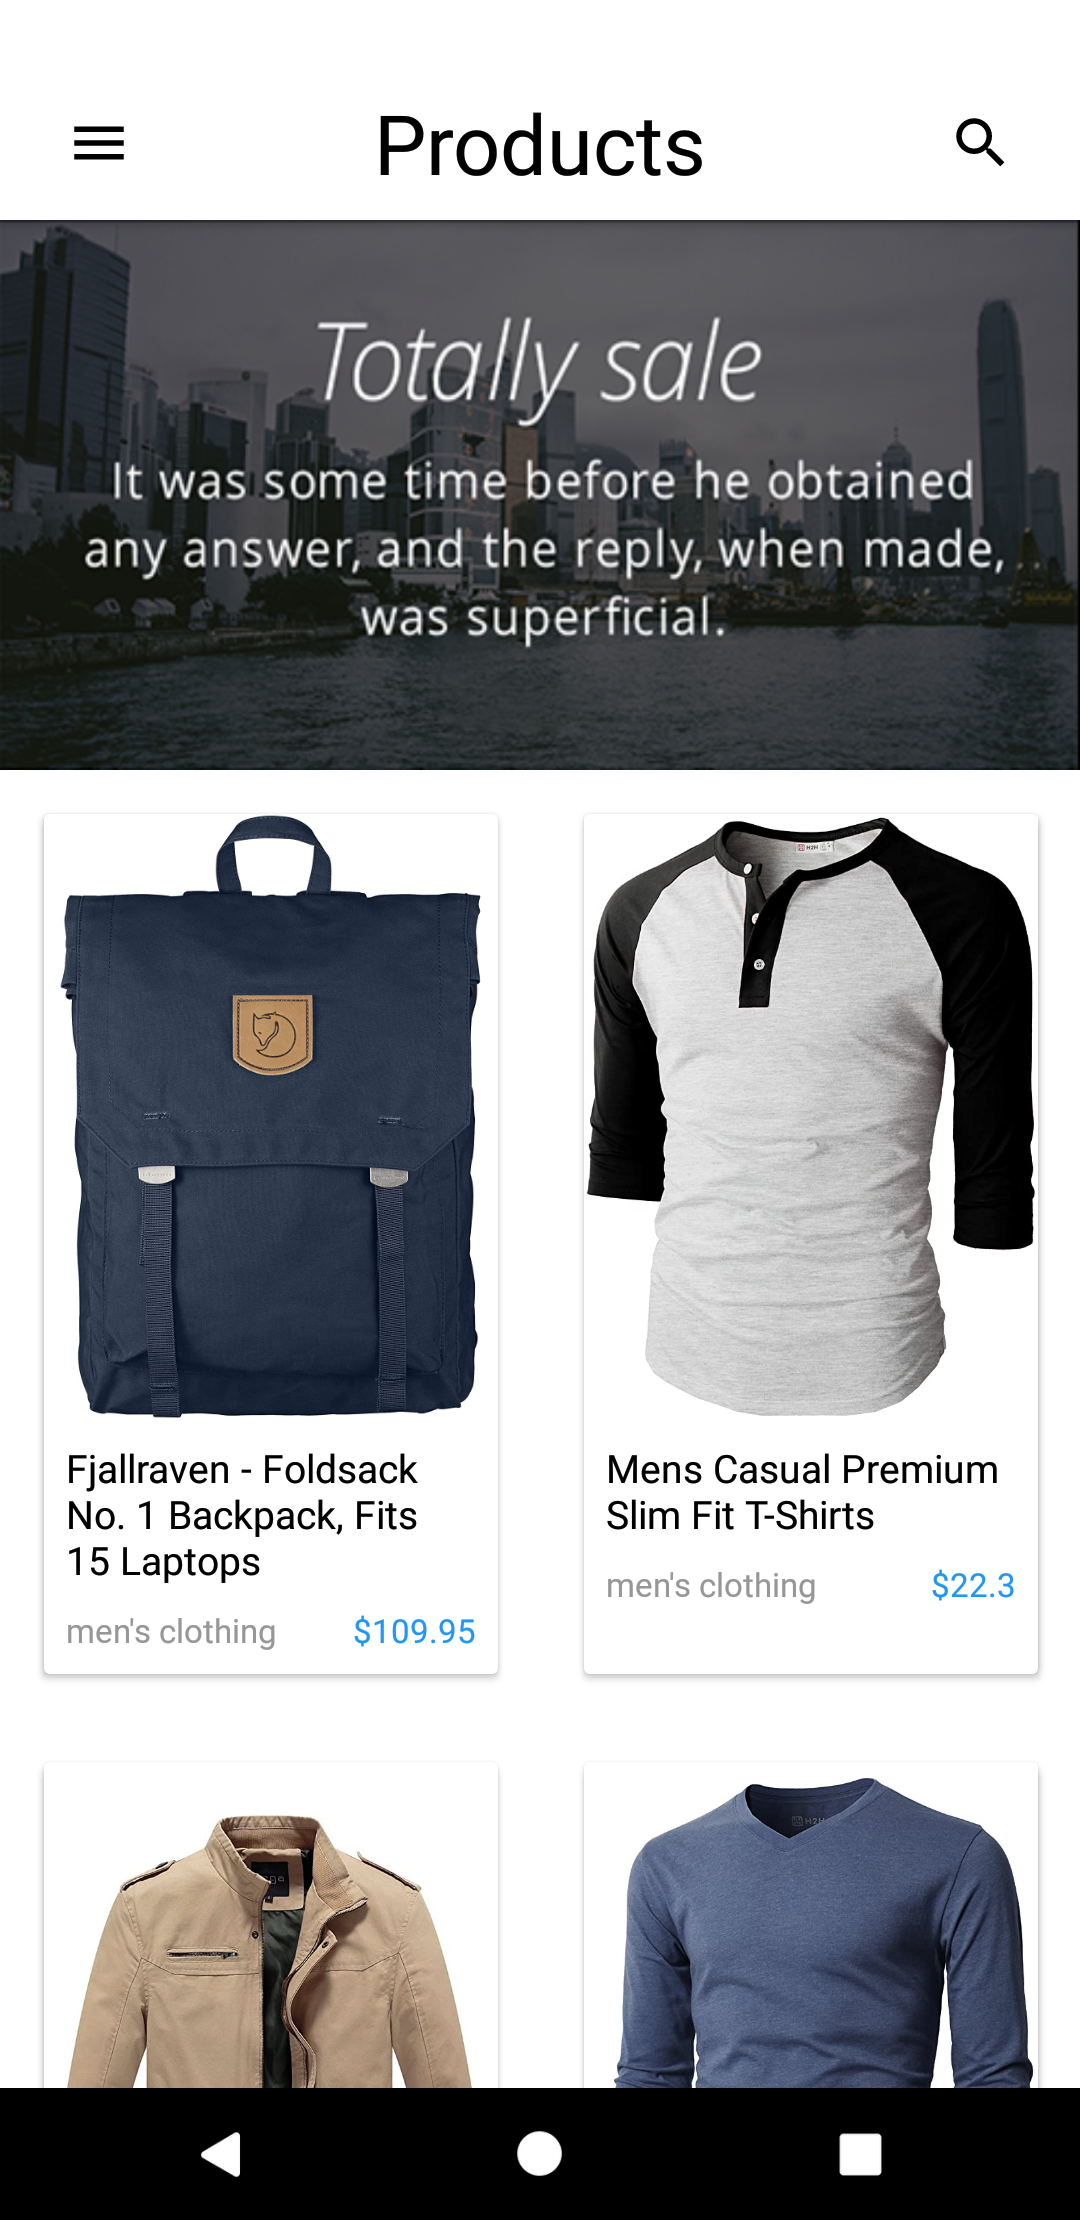 Products
Totally sale
It was some time before he obtained
any answer, and the reply, when made,
was superficial.
H2H
Fjallraven - Foldsack
No. 1 Backpack, Fits
15 Laptops
men's clothing
$109.95
Mens Casual Premium
Slim Fit T-Shirts
men's clothing
$22.3
H2H